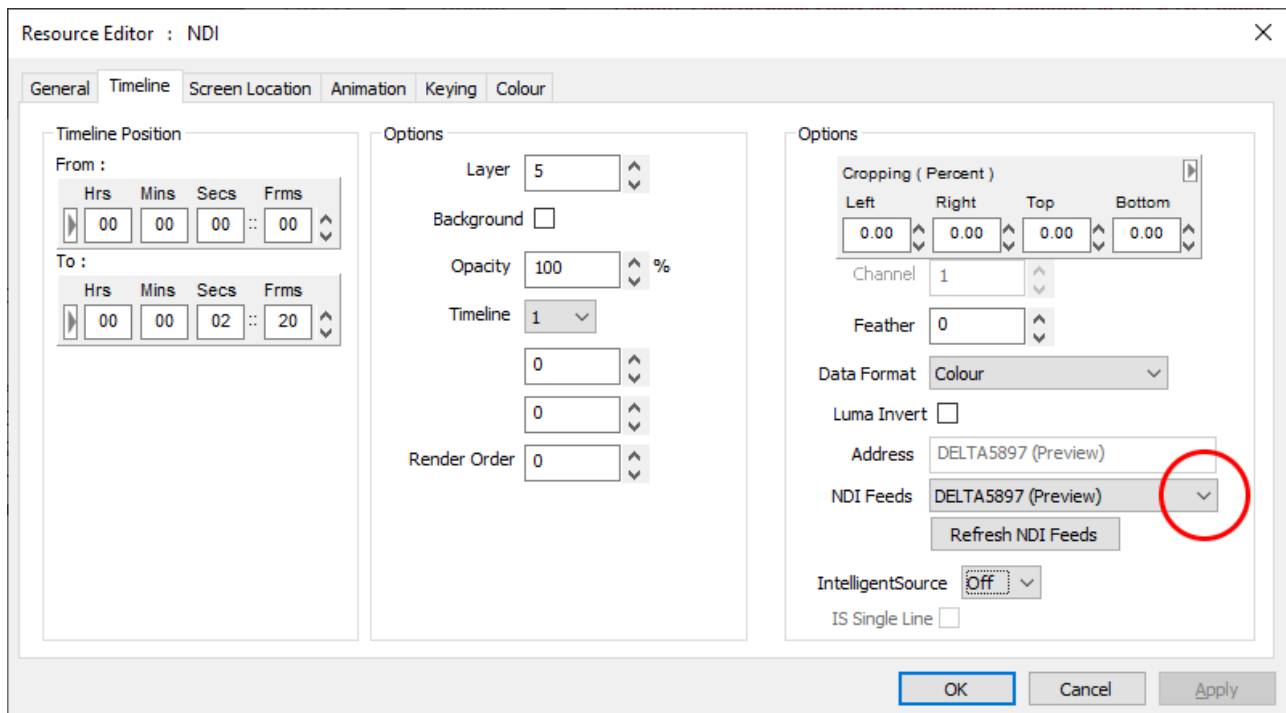 Resource Editor : NDI
General Timeline Screen Location Animation Keying Colour
Timeline Position
From :
Hrs Mins Secs Frms
00 00 00 :: 00
To :
Hrs Mins Secs Frms
00 00 02 :: 20
Options
Layer 5
Background
Opacity 100 %
Timeline 1
0
0
Render Order 0
Options
Cropping ( Percent )
Left Right Top Bottom
0.00 0.00 0.00 0.00
Channel 1
Feather 0
Data Format Colour
Luma Invert
Address DELTA5897 (Preview)
NDI Feeds DELTA5897 (Preview)
Refresh NDI Feeds
IntelligentSource Off
IS Single Line
OK Cancel Apply